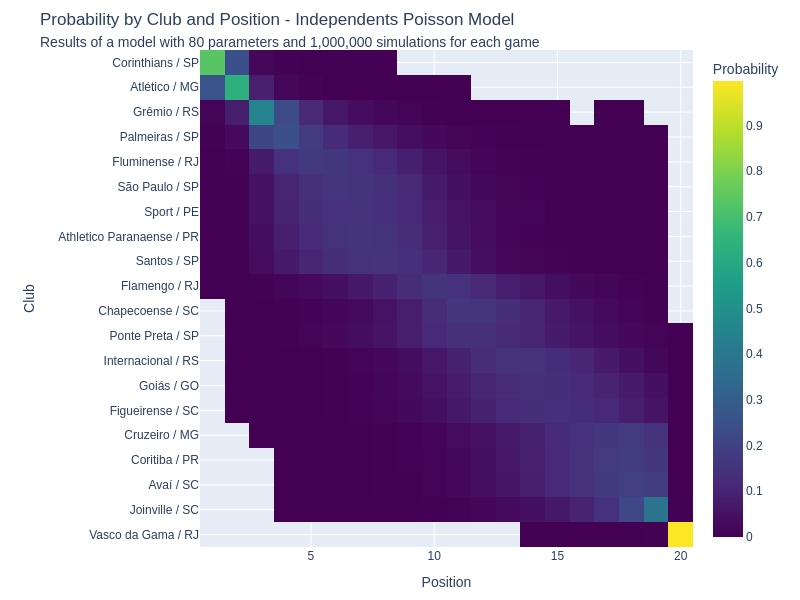 Probability by Club and Position - Independents Poisson Model
Results of a model with 80 parameters and 1,000,000 simulations for each game
Probability
Club
Corinthians / SP
Atlético / MG
Grêmio / RS
Palmeiras / SP
Fluminense / RJ
São Paulo / SP
Sport / PE
Athletico Paranaense / PR
Santos / SP
Flamengo / RJ
Chapecoense / SC
Ponte Preta / SP
Internacional / RS
Goiás / GO
Figueirense / SC
Cruzeiro / MG
Coritiba / PR
Avaí / SC
Joinville / SC
Vasco da Gama / RJ
5
10
15
20
Position
0.9
0.8
0.7
0.6
0.5
0.4
0.3
0.2
0.1
0